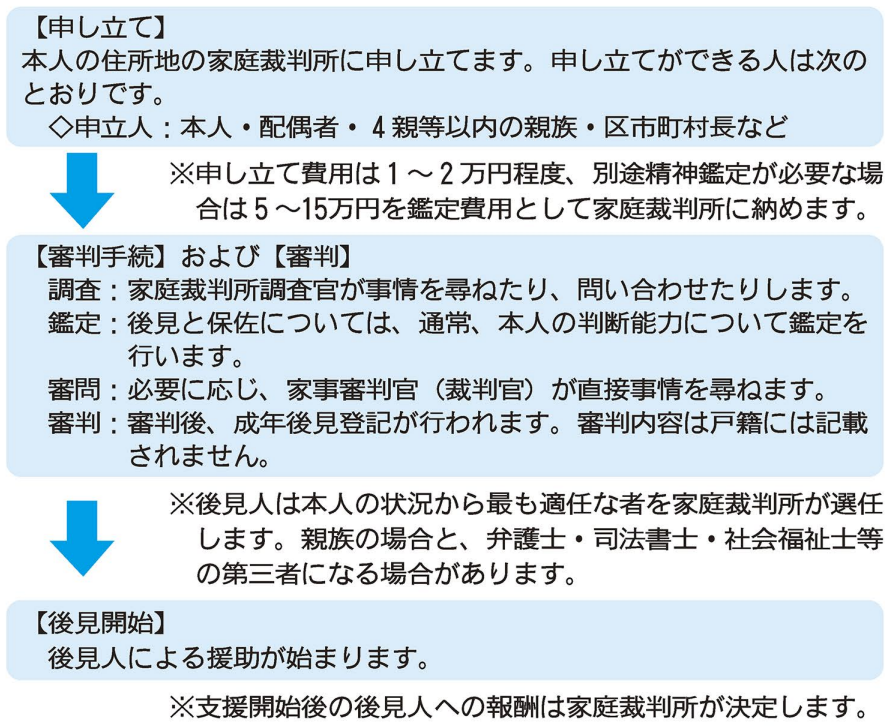 【申し立て】
本人の住所地の家庭裁判所に申し立てます。申し立てができる人は次の
とおりです。
◇申立人：本人・配偶者・４親等以内の親族・区市町村長など
※申し立て費用は１～２万円程度、別途精神鑑定が必要な場
合は５～15万円を鑑定費用として家庭裁判所に納めます。
【審判手続】および【審判】
調査：家庭裁判所調査官が事情を尋ねたり、問い合わせたりします。
鑑定：後見と保佐については、通常、本人の判断能力について鑑定を
行います。
審問：必要に応じ、家事審判官（裁判官）が直接事情を尋ねます。
審判：審判後、成年後見登記が行われます。審判内容は戸籍には記載
されません。
※後見人は本人の状況から最も適任な者を家庭裁判所が選任
します。親族の場合と、弁護士・司法書士・社会福祉士等
の第三者になる場合があります。
【後見開始】
後見人による援助が始まります。
※支援開始後の後見人への報酬は家庭裁判所が決定します。